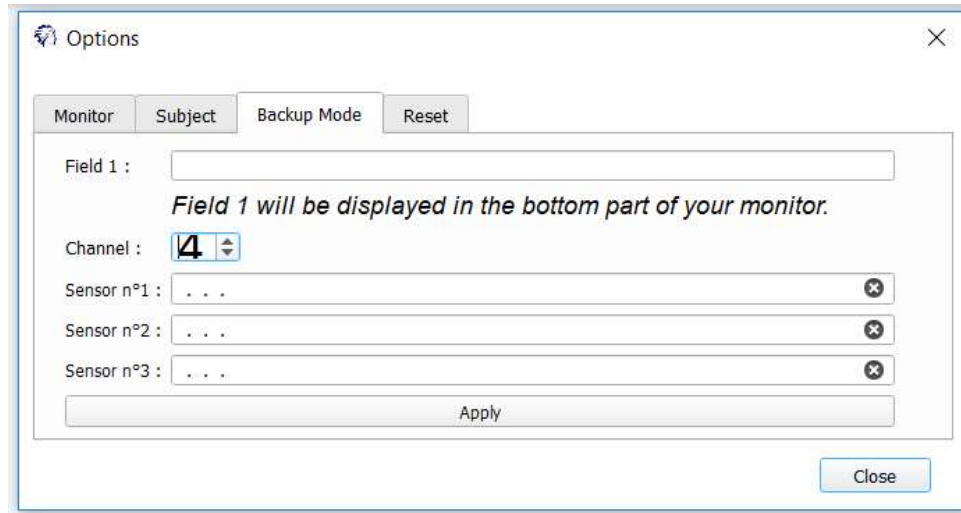 Options
Monitor Subject Backup Mode Reset
Field 1 :
Field 1 will be displayed in the bottom part of your monitor.
Channel : 4
Sensor n°1 : . . .
Sensor n°2 : . . .
Sensor n°3 : . . .
Apply
Close